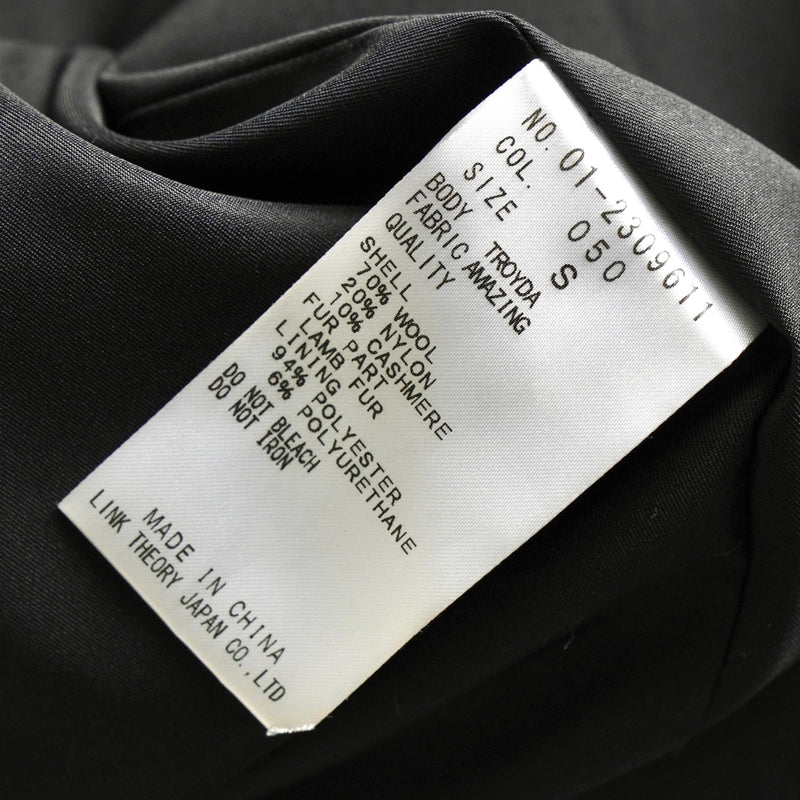 NO. 01-2309611
COL. 050
SIZE S
BODY TROYDA
FABRIC AMAZING
QUALITY
SHELL
70% WOOL
20% NYLON
10% CASHMERE
FUR PART
LAMB FUR
LINING
94% POLYESTER
6% POLYURETHANE
DO NOT BLEACH
DO NOT IRON
MADE IN CHINA
LINK THEORY JAPAN CO.,LTD